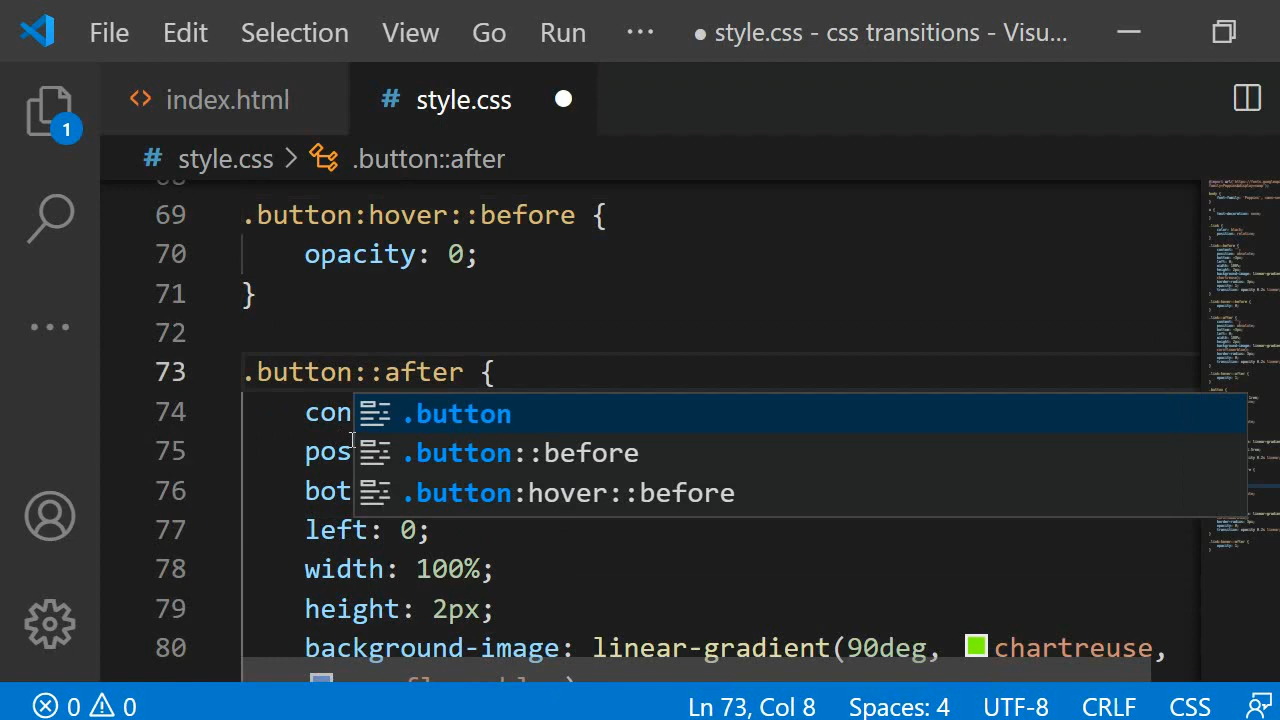 File Edit Selection View Go Run ··· ● style.css - css transitions - Visu...
<> index.html # style.css ●
1
# style.css > .button::after
69 .button:hover::before {
70 opacity: 0;
71 }
72
73 .button::after {
74 con
.button
75 pos
.button::before
76 bot
.button:hover::before
77 left: 0;
78 width: 100%;
79 height: 2px;
80 background-image: linear-gradient(90deg, chartreuse,
0 0 Ln 73, Col 8 Spaces: 4 UTF-8 CRLF CSS